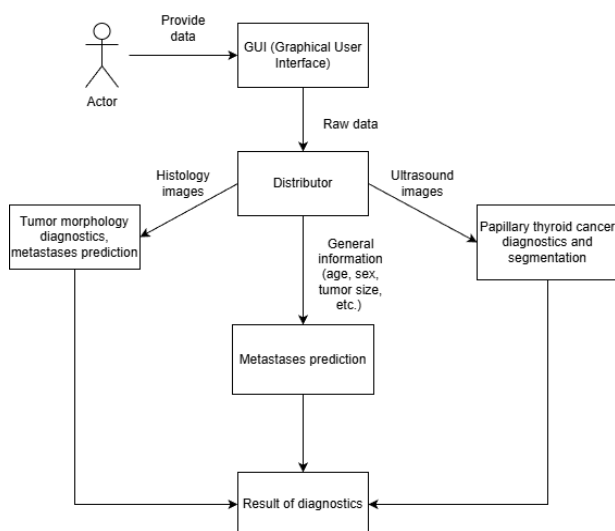 Provide
data
GUI (Graphical User
Interface)
Actor
Raw data
Histology
images
Distributor
Ultrasound
images
Tumor morphology
diagnostics,
metastases prediction
General
information
(age, sex,
tumor size,
etc.)
Papillary thyroid cancer
diagnostics and
segmentation
Metastases prediction
Result of diagnostics